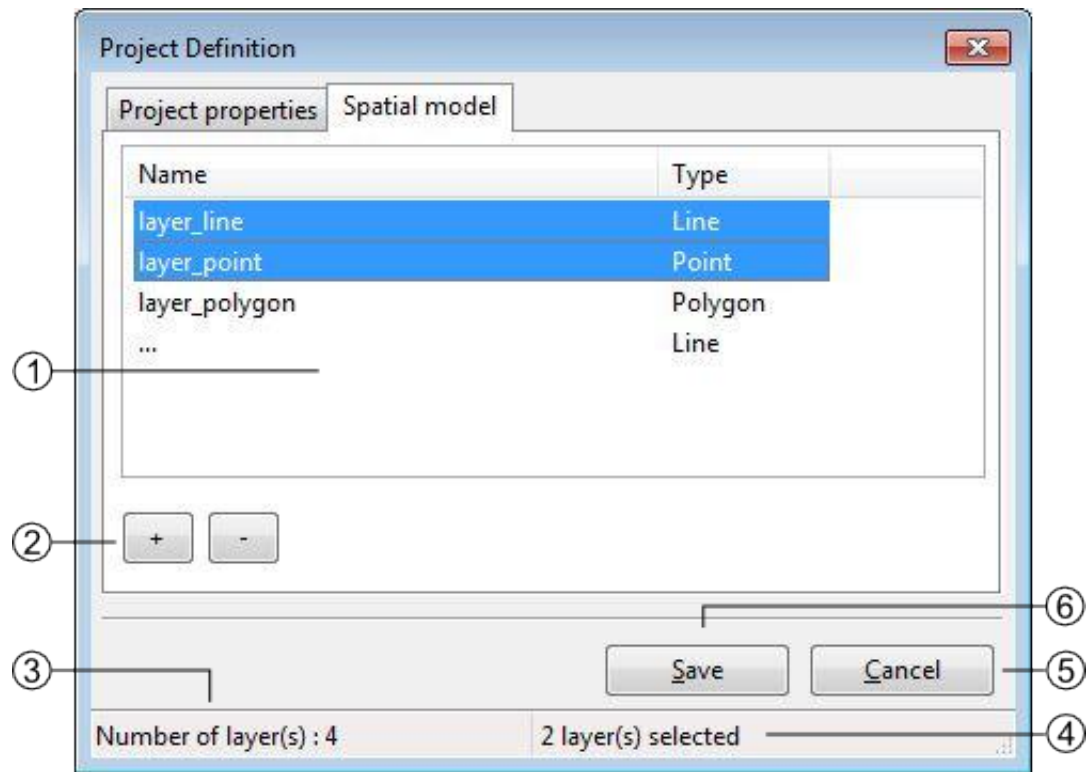 Project Definition
Project properties Spatial model
Name Type
layer_line Line
layer_point Point
layer_polygon Polygon
... Line
1
+ -
2
6
Save Cancel
3
5
Number of layer(s) : 4 2 layer(s) selected
4